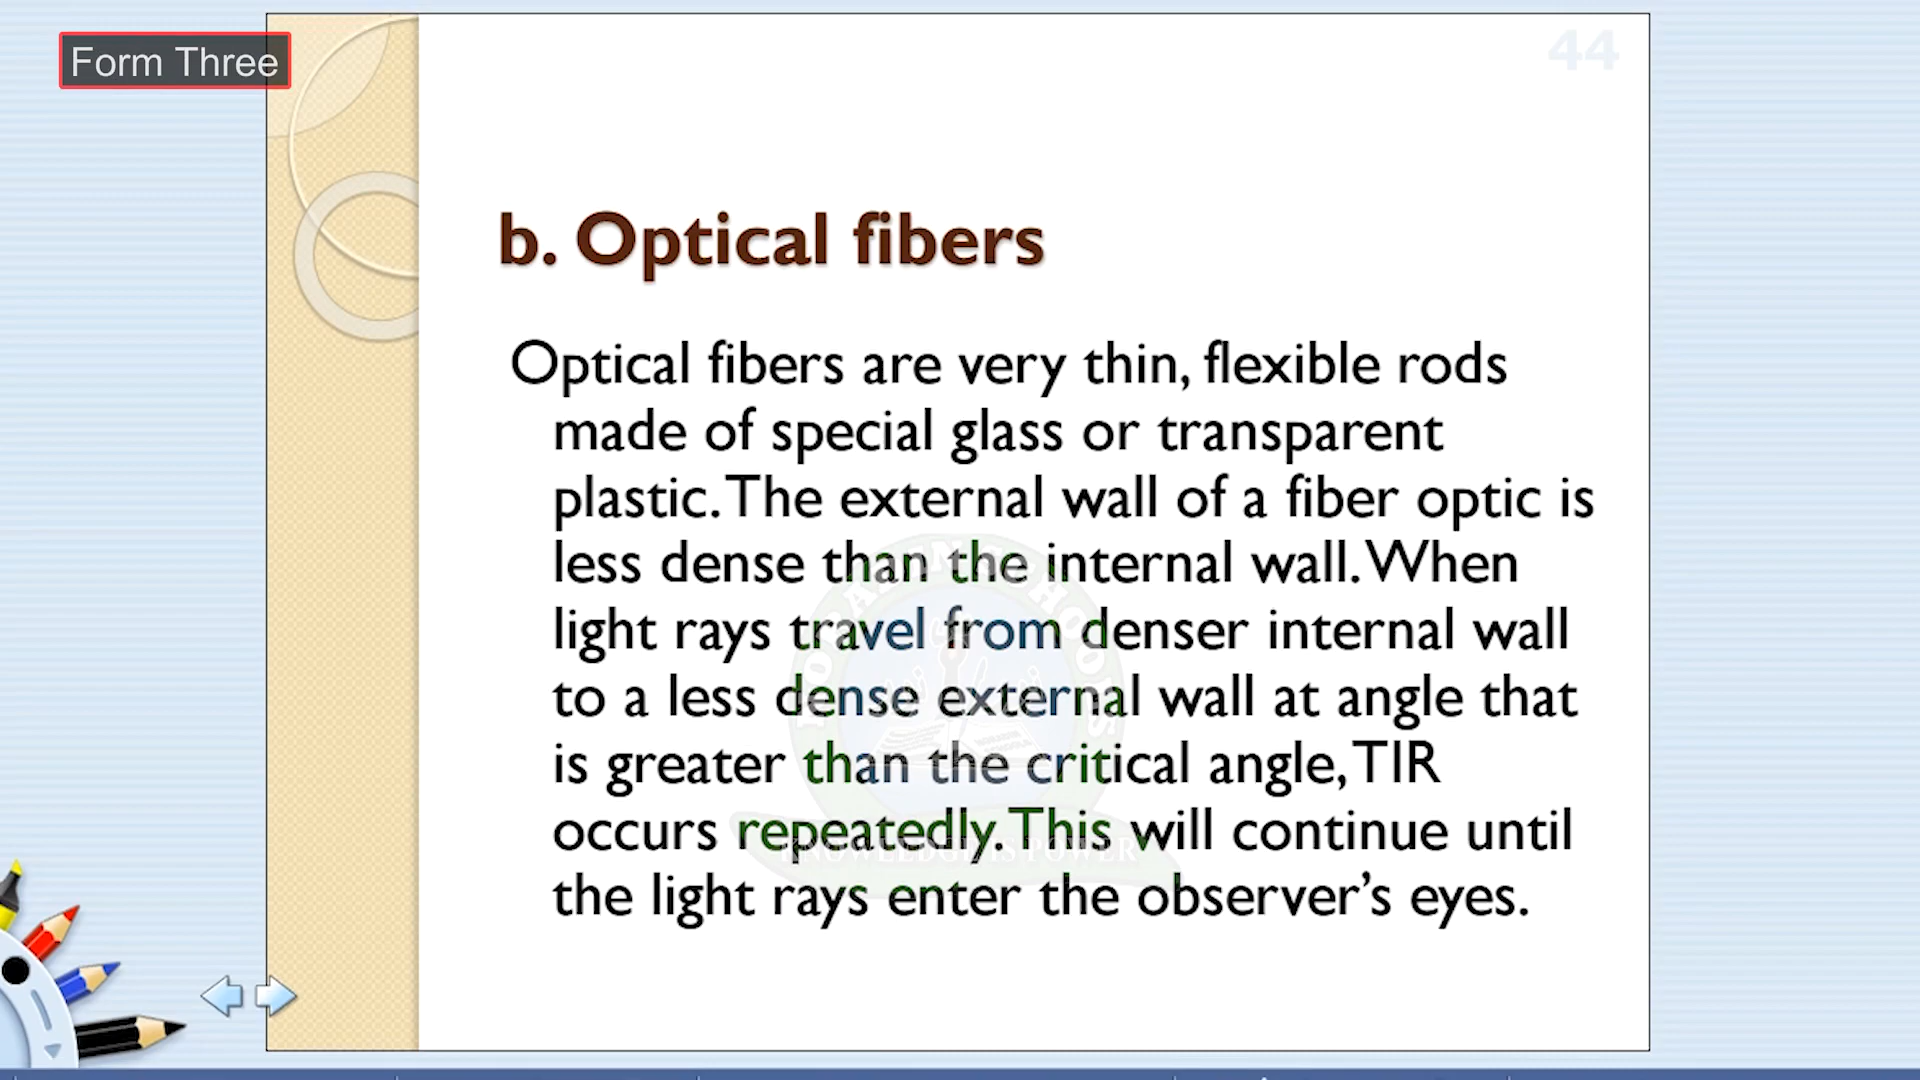 Form Three
44
b. Optical fibers
Optical fibers are very thin, flexible rods
made of special glass or transparent
plastic. The external wall of a fiber optic is
less dense than the internal wall. When
light rays travel from denser internal wall
to a less dense external wall at angle that
is greater than the critical angle, TIR
occurs repeatedly. This will continue until
the light rays enter the observer’s eyes.
KNOWLEDGE IS POWER